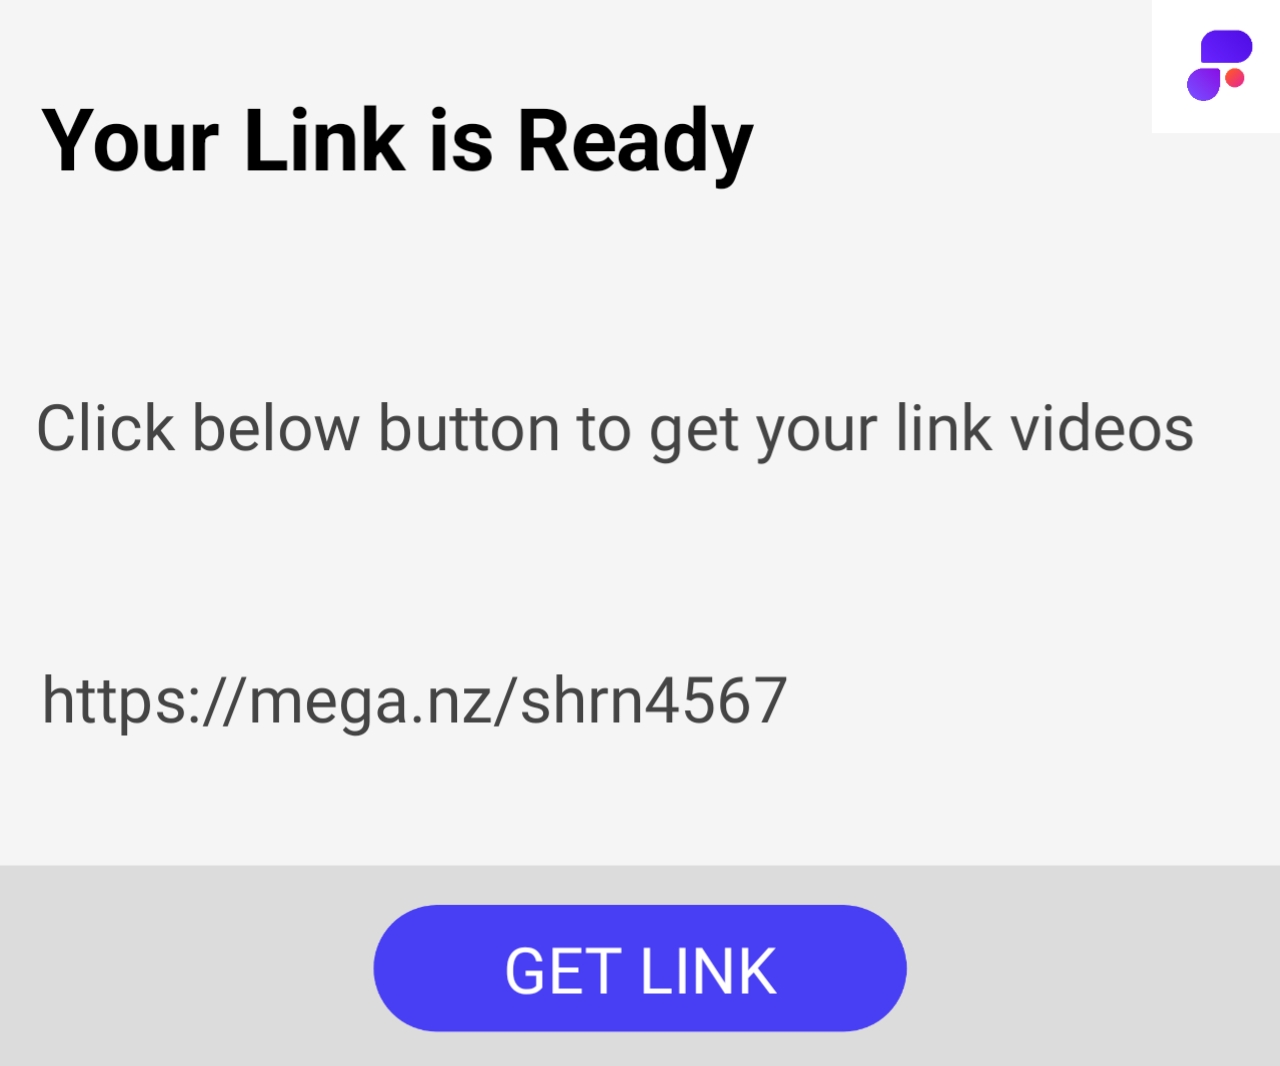 Your Link is Ready
Click below button to get your link videos
https://mega.nz/shrn4567
GET LINK